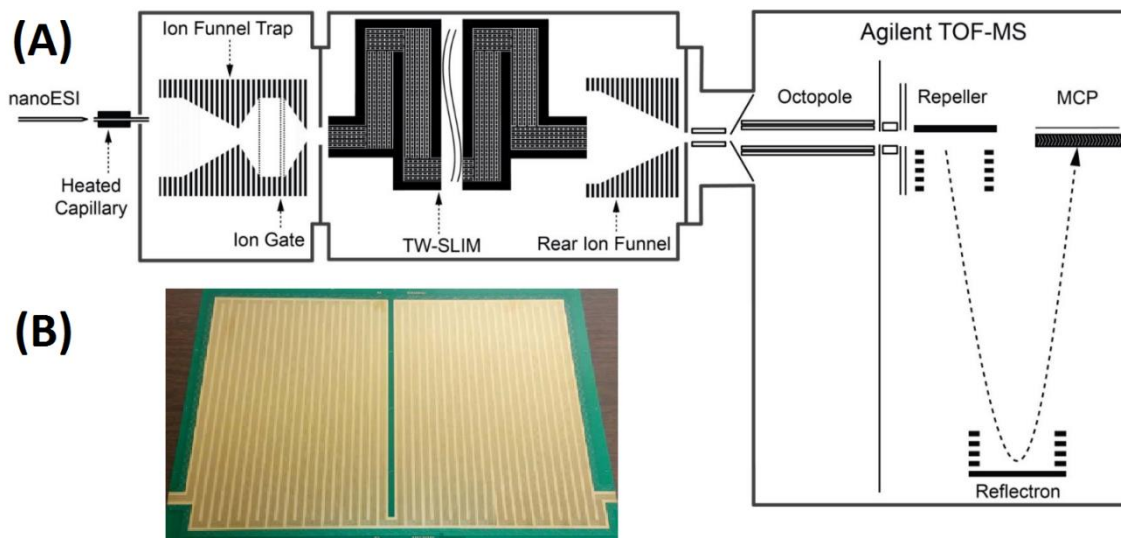 (A)
Ion Funnel Trap
nanoESI
Heated
Capillary
Ion Gate
TW-SLIM
Rear Ion Funnel
Agilent TOF-MS
Octopole
Repeller
MCP
Reflectron
(B)